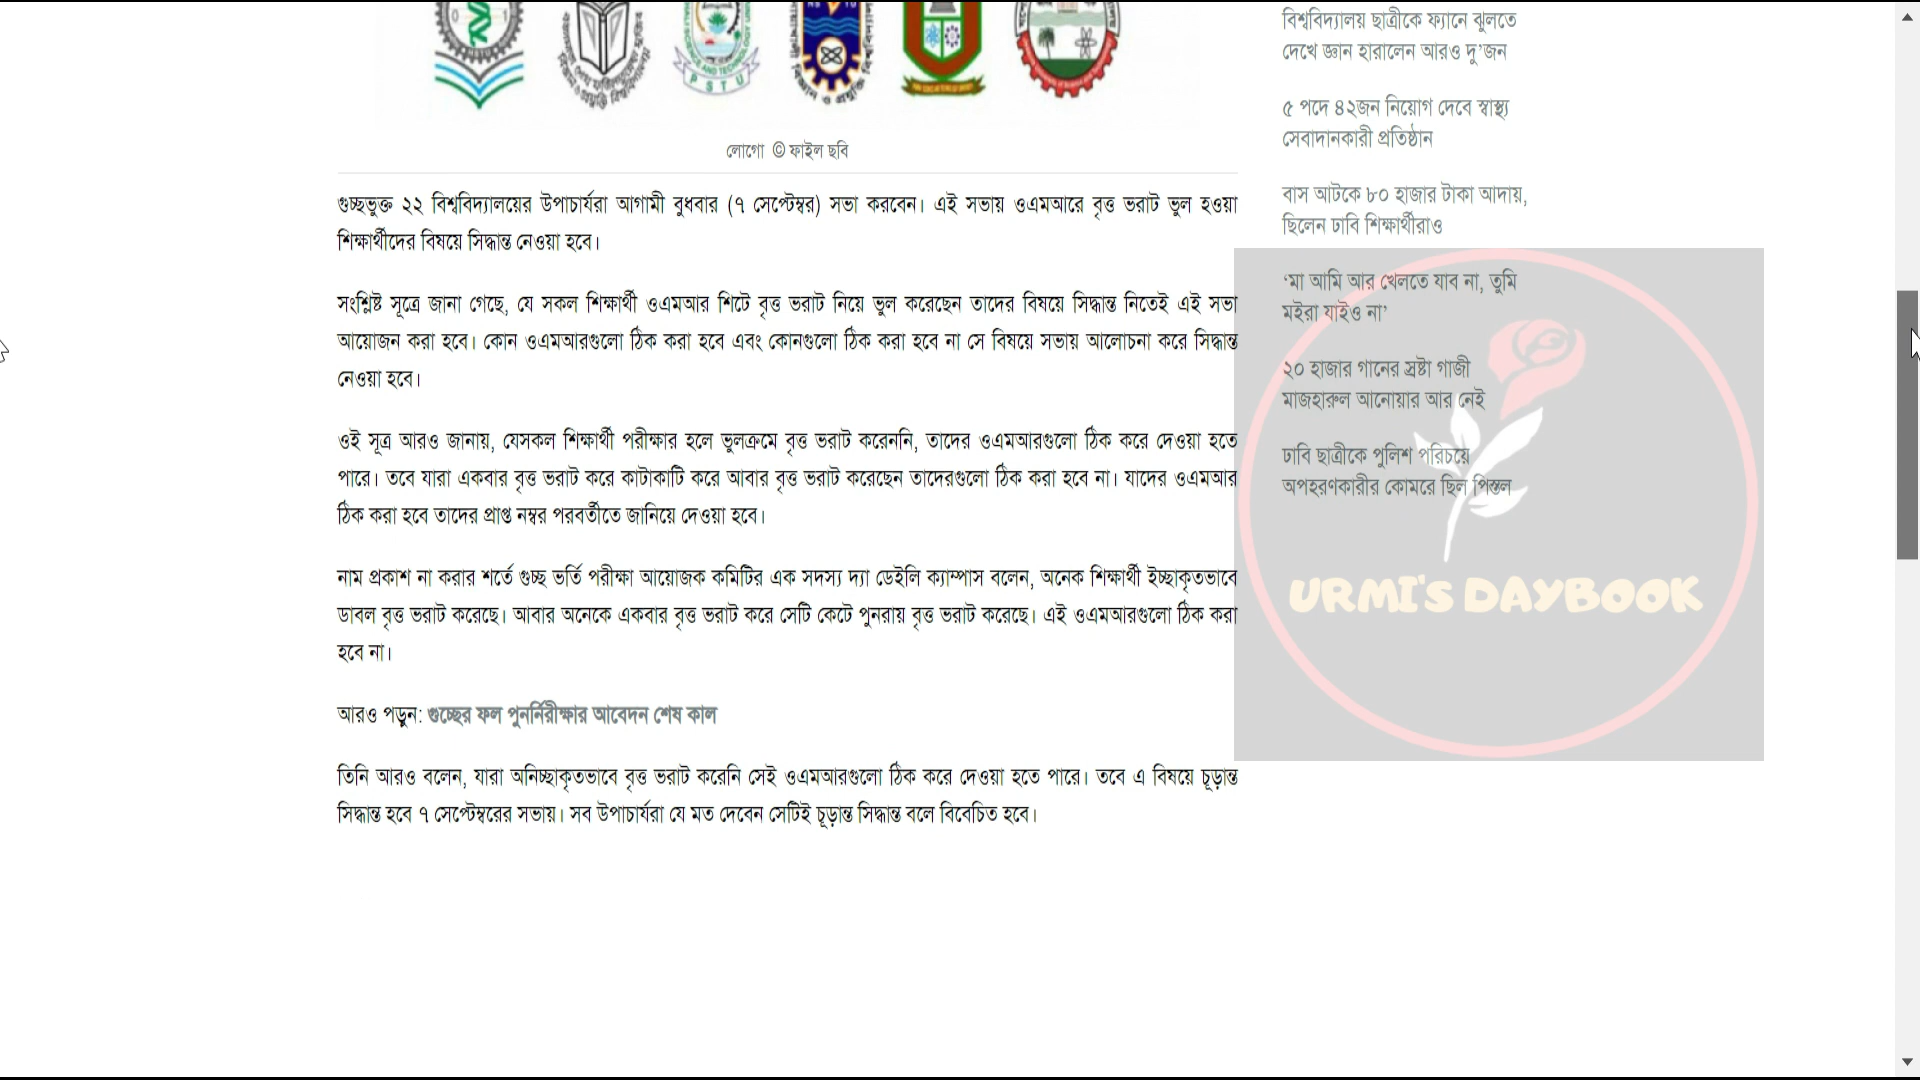 PSTU
লোগো © ফাইল ছবি
গুচ্ছভুক্ত ২২ বিশ্ববিদ্যালয়ের উপাচার্যরা আগামী বুধবার (৭ সেপ্টেম্বর) সভা করবেন। এই সভায় ওএমআরে বৃত্ত ভরাট ভুল হওয়া
শিক্ষার্থীদের বিষয়ে সিদ্ধান্ত নেওয়া হবে।
সংশ্লিষ্ট সূত্রে জানা গেছে, যে সকল শিক্ষার্থী ওএমআর শিটে বৃত্ত ভরাট নিয়ে ভুল করেছেন তাদের বিষয়ে সিদ্ধান্ত নিতেই এই সভা
আয়োজন করা হবে। কোন ওএমআরগুলো ঠিক করা হবে এবং কোনগুলো ঠিক করা হবে না সে বিষয়ে সভায় আলোচনা করে সিদ্ধান্ত
নেওয়া হবে।
ওই সূত্র আরও জানায়, যেসকল শিক্ষার্থী পরীক্ষার হলে ভুলক্রমে বৃত্ত ভরাট করেননি, তাদের ওএমআরগুলো ঠিক করে দেওয়া হতে
পারে। তবে যারা একবার বৃত্ত ভরাট করে কাটাকাটি করে আবার বৃত্ত ভরাট করেছেন তাদেরগুলো ঠিক করা হবে না। যাদের ওএমআর
ঠিক করা হবে তাদের প্রাপ্ত নম্বর পরবর্তীতে জানিয়ে দেওয়া হবে।
নাম প্রকাশ না করার শর্তে গুচ্ছ ভর্তি পরীক্ষা আয়োজক কমিটির এক সদস্য দ্যা ডেইলি ক্যাম্পাস বলেন, অনেক শিক্ষার্থী ইচ্ছাকৃতভাবে
ডাবল বৃত্ত ভরাট করেছে। আবার অনেকে একবার বৃত্ত ভরাট করে সেটি কেটে পুনরায় বৃত্ত ভরাট করেছে। এই ওএমআরগুলো ঠিক করা
হবে না।
আরও পড়ুন: গুচ্ছের ফল পুনর্নিরীক্ষার আবেদন শেষ কাল
তিনি আরও বলেন, যারা অনিচ্ছাকৃতভাবে বৃত্ত ভরাট করেনি সেই ওএমআরগুলো ঠিক করে দেওয়া হতে পারে। তবে এ বিষয়ে চূড়ান্ত
সিদ্ধান্ত হবে ৭ সেপ্টেম্বরের সভায়। সব উপাচার্যরা যে মত দেবেন সেটিই চূড়ান্ত সিদ্ধান্ত বলে বিবেচিত হবে।
বিশ্ববিদ্যালয় ছাত্রীকে ফ্যানে ঝুলতে
দেখে জ্ঞান হারালেন আরও দু’জন
৫ পদে ৪২জন নিয়োগ দেবে স্বাস্থ্য
সেবাদানকারী প্রতিষ্ঠান
বাস আটকে ৮০ হাজার টাকা আদায়,
ছিলেন ঢাবি শিক্ষার্থীরাও
‘মা আমি আর খেলতে যাব না, তুমি
মইরা যাইও না’
২০ হাজার গানের স্রষ্টা গাজী
মাজহারুল আনোয়ার আর নেই
ঢাবি ছাত্রীকে পুলিশ পরিচয়ে
অপহরণকারীর কোমরে ছিল পিস্তল
URMI's DAYBOOK